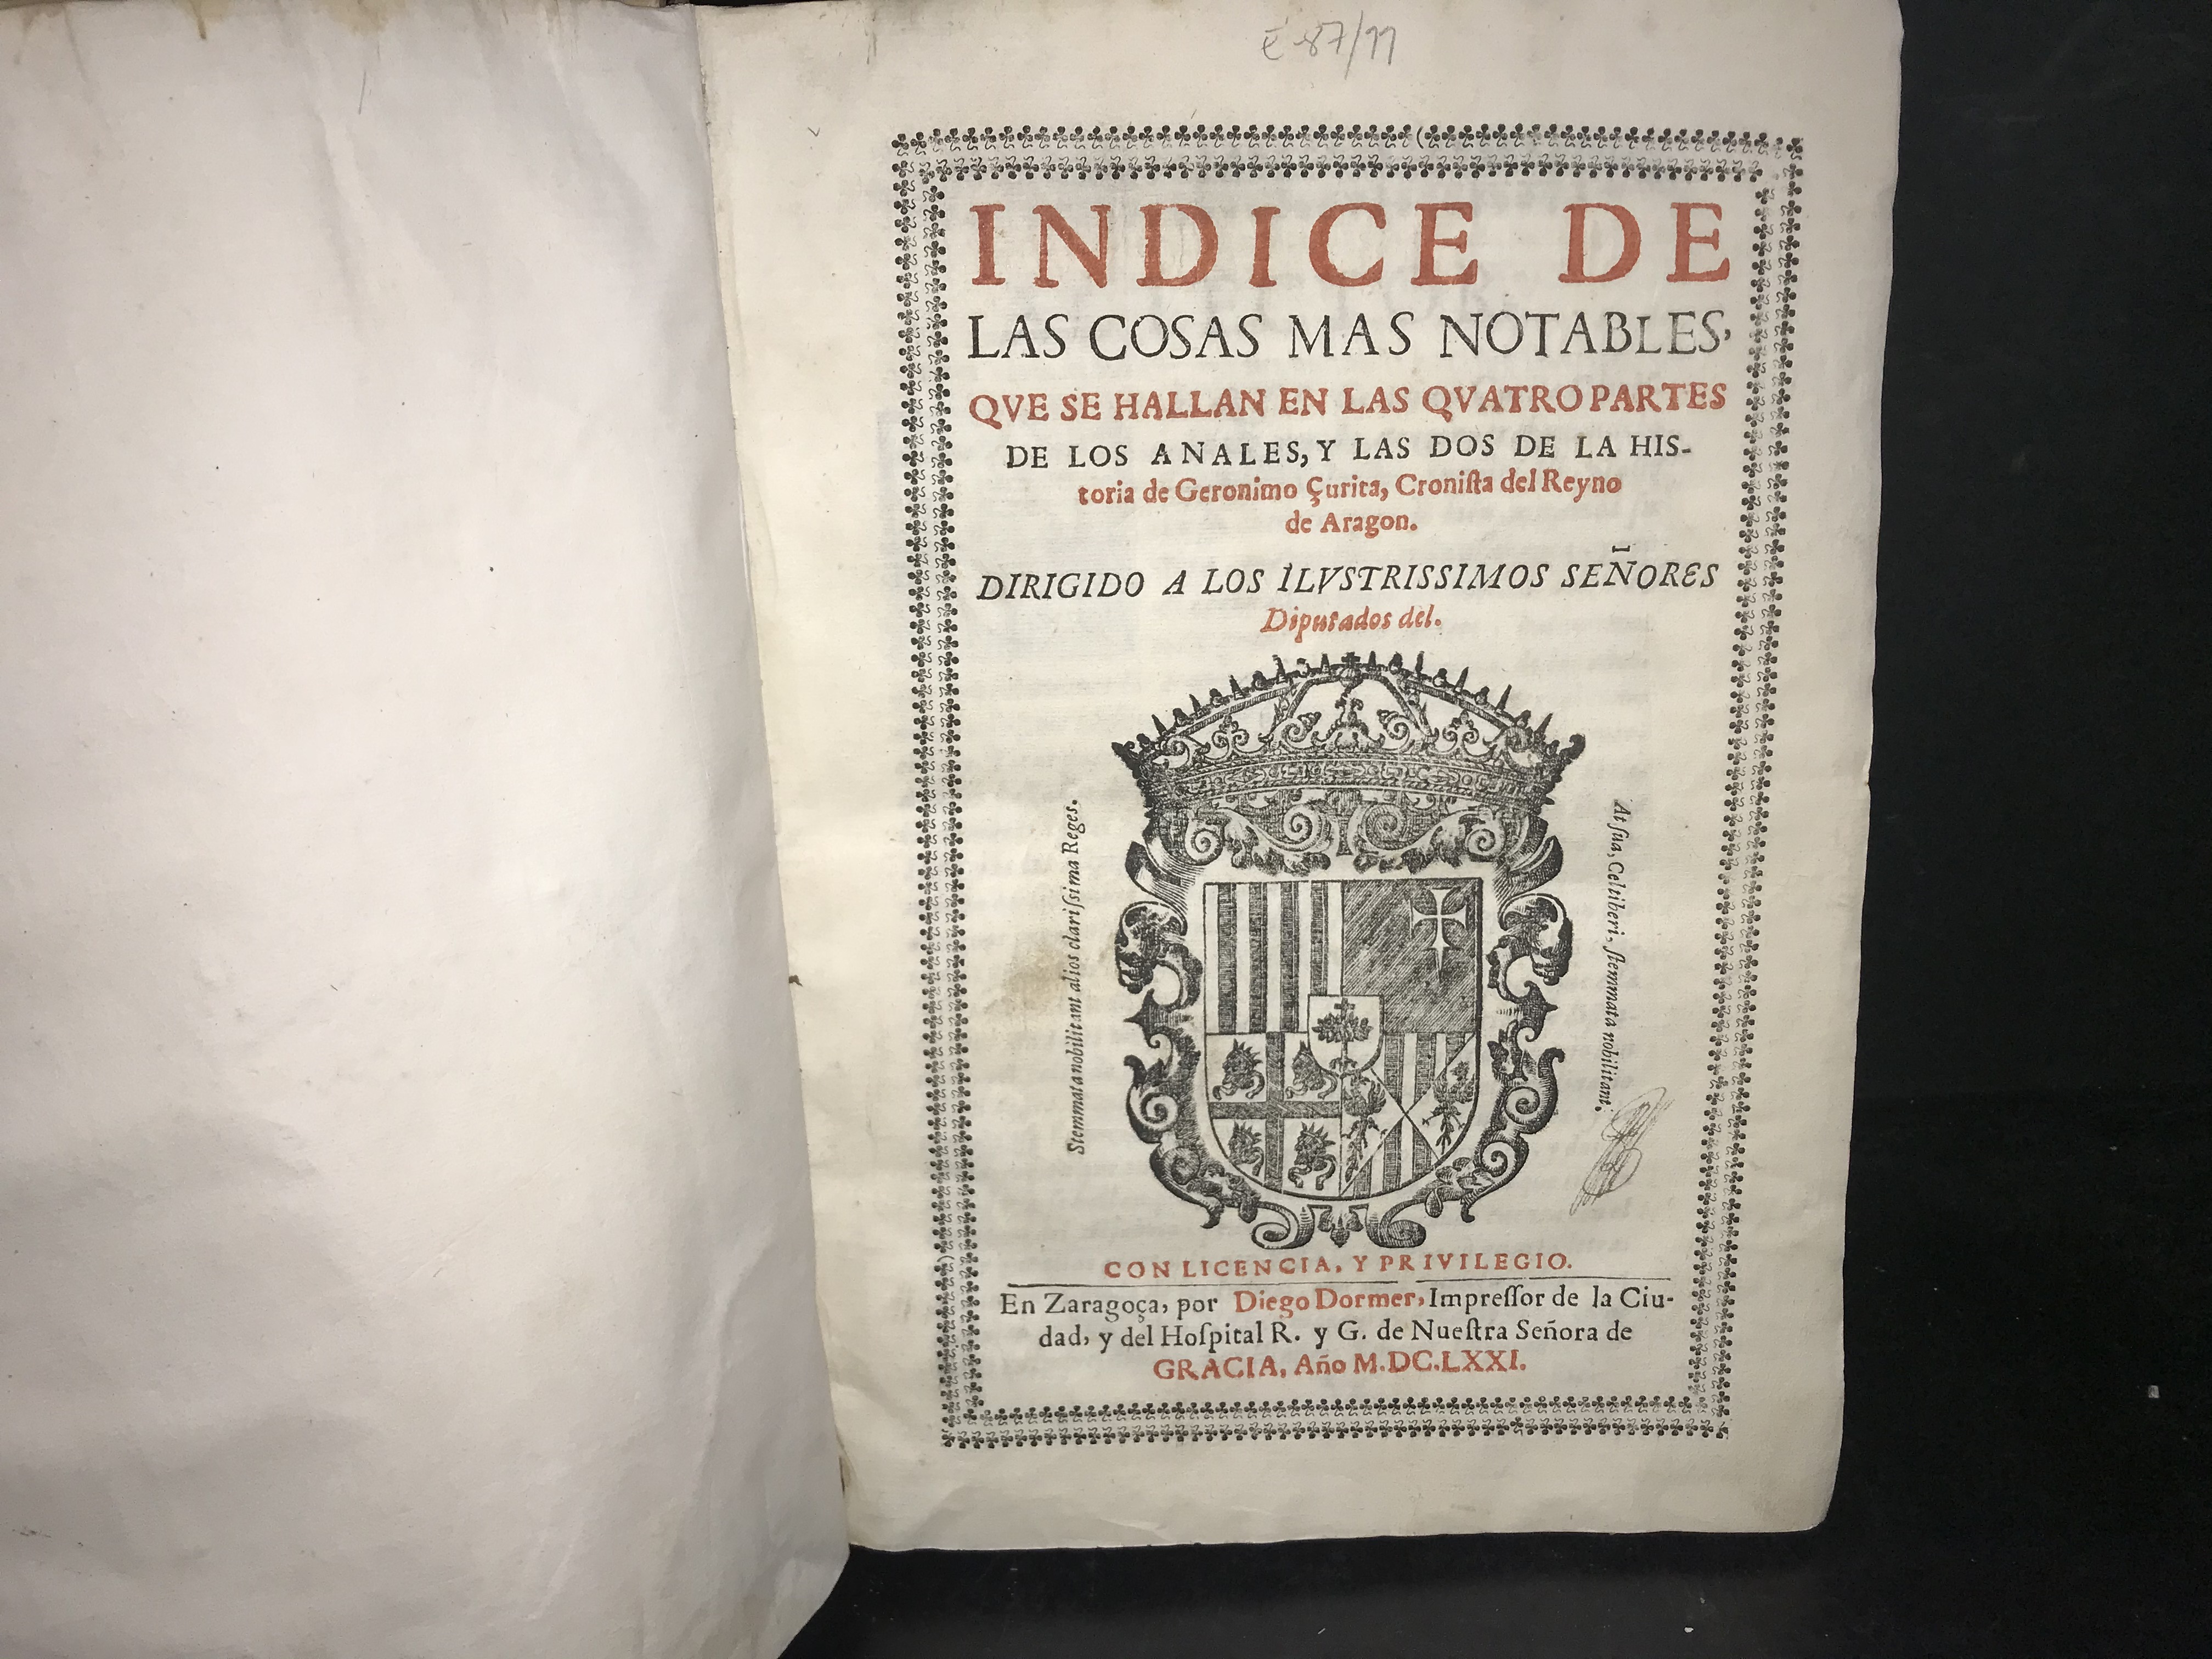 E-87/11
INDICE DE
LAS COSAS MAS NOTABLES,
QVE SE HALLAN EN LAS QVATRO PARTES
DE LOS ANALES, Y LAS DOS DE LA HIS-
toria de Geronimo Çurita, Croniſta del Reyno
de Aragon.
DIRIGIDO A LOS ILVSTRISSIMOS SEÑORES
Diputados del.
Stemmata nobilitant alios clariſsima Reges.
At ſua, Celiberi, ſtemmata nobilitant.
CON LICENCIA, Y PRIVILEGIO.
En Zaragoça, por Diego Dormer, Impreſſor de la Ciu-
dad, y del Hoſpital R. y G. de Nueſtra Señora de
GRACIA, Año M.DC.LXXI.